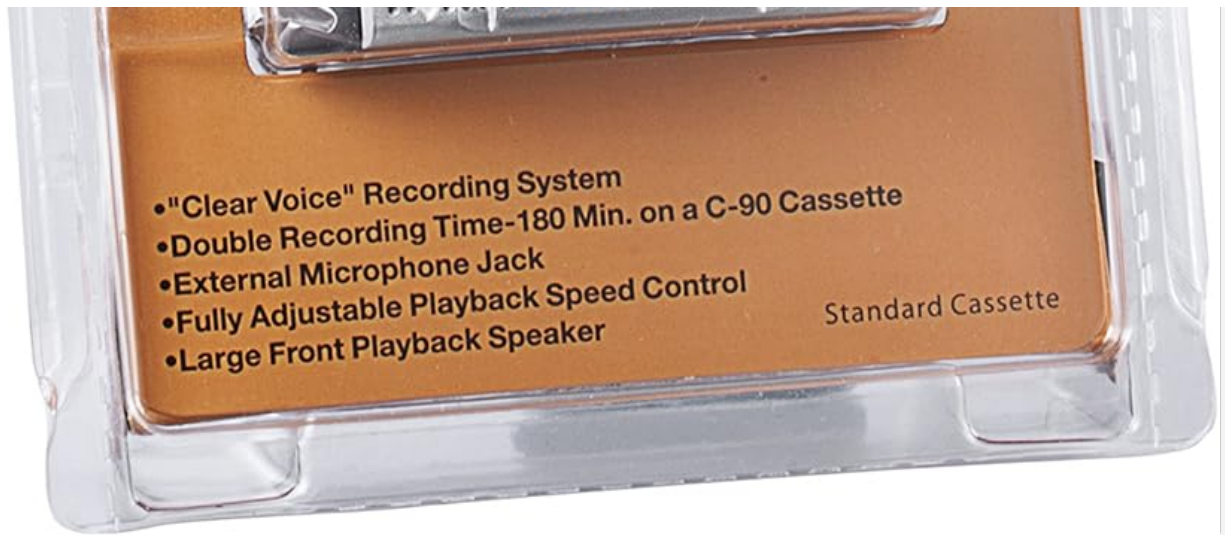 •"Clear Voice" Recording System
•Double Recording Time-180 Min. on a C-90 Cassette
•External Microphone Jack
•Fully Adjustable Playback Speed Control
•Large Front Playback Speaker
Standard Cassette